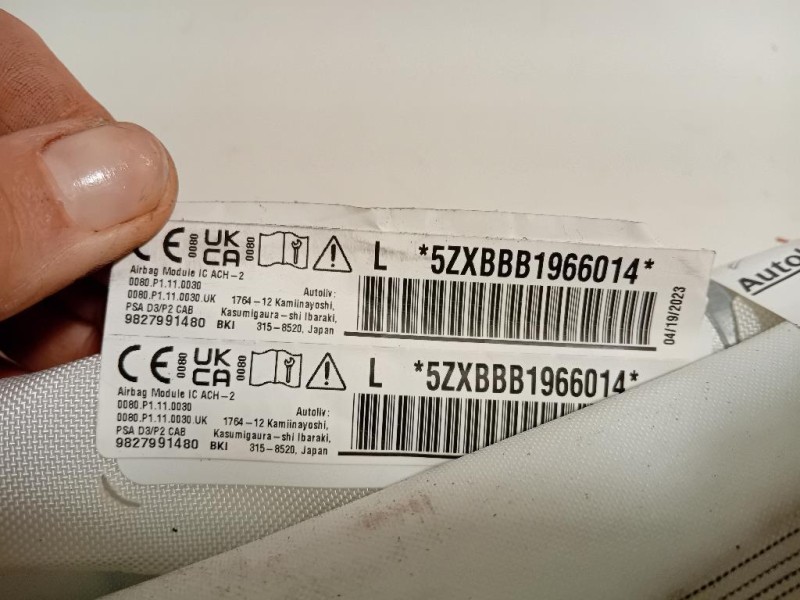 CE 0080 UK CA 0080 L *5ZXBBB1966014*
Airbag Module IC ACH-2
0080.P1.11.0030 Autoliv:
0080.P1.11.0030.UK 1764-12 Kamiinayoshi,
PSA D3/P2 CAB Kasumigaura-shi Ibaraki,
9827991480 BKI 315-8520, Japan
04/19/2023
CE 0080 UK CA 0080 L *5ZXBBB1966014*
Airbag Module IC ACH-2
0080.P1.11.0030 Autoliv:
0080.P1.11.0030.UK 1764-12 Kamiinayoshi,
PSA D3/P2 CAB Kasumigaura-shi Ibaraki,
9827991480 BKI 315-8520, Japan